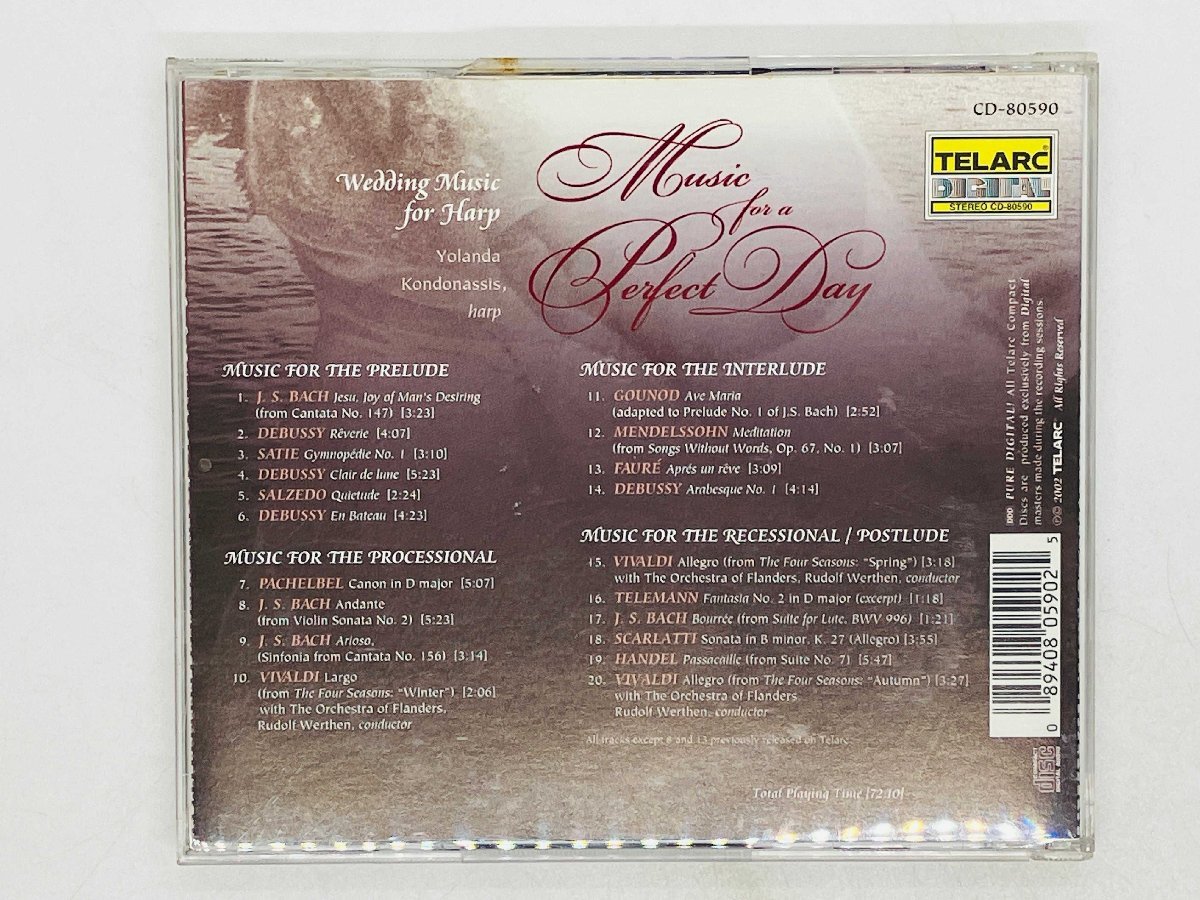 CD-80590
TELARC®
DIGITAL
STEREO CD-80590
Wedding Music
for Harp
Yolanda
Kondonassis,
harp
Music
for a
Perfect Day
MUSIC FOR THE PRELUDE
1. J. S. BACH Jesu, Joy of Man's Desiring
(from Cantata No. 147) [3:23]
2. DEBUSSY Rêverie [4:07]
3. SATIE Gymnopédie No. 1 [3:10]
4. DEBUSSY Clair de lune [5:23]
5. SALZEDO Quietude [2:24]
6. DEBUSSY En Bateau [4:23]
MUSIC FOR THE PROCESSIONAL
7. PACHELBEL Canon in D major [5:07]
8. J. S. BACH Andante
(from Violin Sonata No. 2) [5:23]
9. J. S. BACH Arioso,
(Sinfonia from Cantata No. 156) [3:14]
10. VIVALDI Largo
(from The Four Seasons: "Winter") [2:06]
with The Orchestra of Flanders,
Rudolf Werthen, conductor
MUSIC FOR THE INTERLUDE
11. GOUNOD Ave Maria
(adapted to Prelude No. 1 of J.S. Bach) [2:52]
12. MENDELSSOHN Meditation
(from Songs Without Words, Op. 67, No. 1) [3:07]
13. FAURÉ Aprés un rêve [3:09]
14. DEBUSSY Arabesque No. 1 [4:14]
MUSIC FOR THE RECESSIONAL / POSTLUDE
15. VIVALDI Allegro (from The Four Seasons: "Spring") [3:18]
with The Orchestra of Flanders, Rudolf Werthen, conductor
16. TELEMANN Fantasia No. 2 in D major (excerpt) [1:18]
17. J. S. BACH Bourrée (from Suite for Lute, BWV 996) [1:21]
18. SCARLATTI Sonata in B minor, K. 27 (Allegro) [3:55]
19. HANDEL Passacaille (from Suite No. 7) [5:47]
20. VIVALDI Allegro (from The Four Seasons: "Autumn") [3:27]
with The Orchestra of Flanders
Rudolf Werthen, conductor
All tracks except 8 and 13 previously released on Telarc.
Total Playing Time [72:10]
DDD PURE DIGITAL! All Telarc Compact
Discs are produced exclusively from Digital
masters made during the recording sessions.
℗© 2002 TELARC All Rights Reserved
0 89408 05902 5
COMPACT
disc
DIGITAL AUDIO